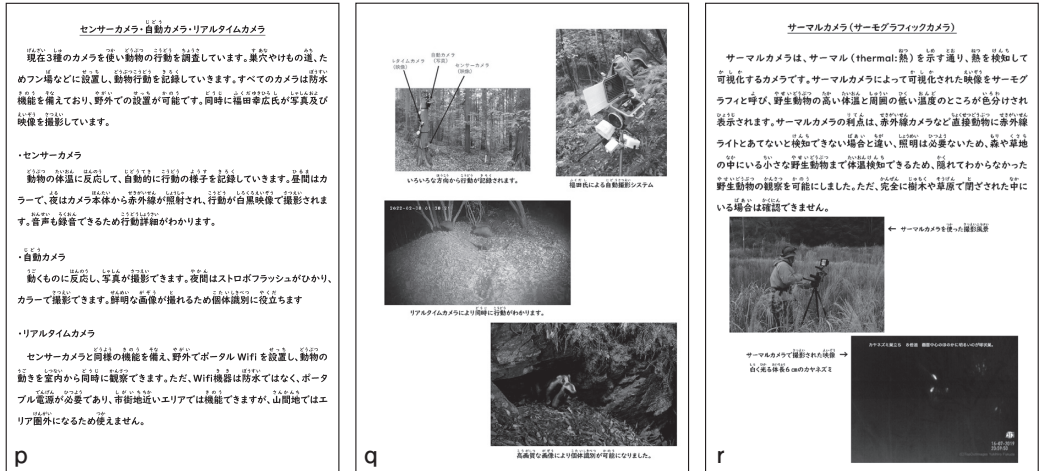 センサーカメラ・自動カメラ・リアルタイムカメラ
現在3種のカメラを使い動物の行動を調査しています。巣穴やけもの道、た
めフン場などに設置し、動物行動を記録していきます。すべてのカメラは防水
機能を備えており、野外での設置が可能です。同時に福田幸広氏が写真及び
映像を撮影しています。
・センサーカメラ
動物の体温に反応して、自動的に行動の様子を記録していきます。昼間はカ
ラーで、夜はカメラ本体から赤外線が照射され、行動が白黒映像で撮影されま
す。音声も録音できるため行動詳細がわかります。
・自動カメラ
動くものに反応し、写真が撮影できます。夜間はストロボフラッシュがひかり、
カラーで撮影できます。鮮明な画像が撮れるため個体識別に役立ちます
・リアルタイムカメラ
センサーカメラと同様の機能を備え、野外でポータル Wifi を設置し、動物の
動きを室内から同時に観察できます。ただ、Wifi機器は防水ではなく、ポータ
ブル電源が必要であり、市街地近いエリアでは機能できますが、山間地ではエ
リア圏外になるため使えません。
p
自動カメラ
(写真)
トタイムカメラ
(映像)
センサーカメラ
(映像)
いろいろな方向から行動が記録されます。
福田氏による自動撮影システム
リアルタイムカメラにより同時に行動がわかります。
高画質な画像により個体識別が可能になりました。
q
サーマルカメラ(サーモグラフィックカメラ)
サーマルカメラは、サーマル (thermal:熱) を示す通り、熱を検知して
可視化するカメラです。サーマルカメラによって可視化された映像をサーモグ
ラフィと呼び、野生動物の高い体温と周囲の低い温度のところが色分けされ
表示されます。サーマルカメラの利点は、赤外線カメラなど直接動物に赤外線
ライトとあてないと検知できない場合と違い、照明は必要ないため、森や草地
の中にいる小さな野生動物まで体温検知できるため、隠れてわからなかった
野生動物の観察を可能にしました。ただ、完全に樹木や草原で閉ざされた中に
いる場合は確認できません。
← サーマルカメラを使った撮影風景
サーマルカメラで撮影された映像 →
白く光る体長6㎝のカヤネズミ
16-07-2019
r